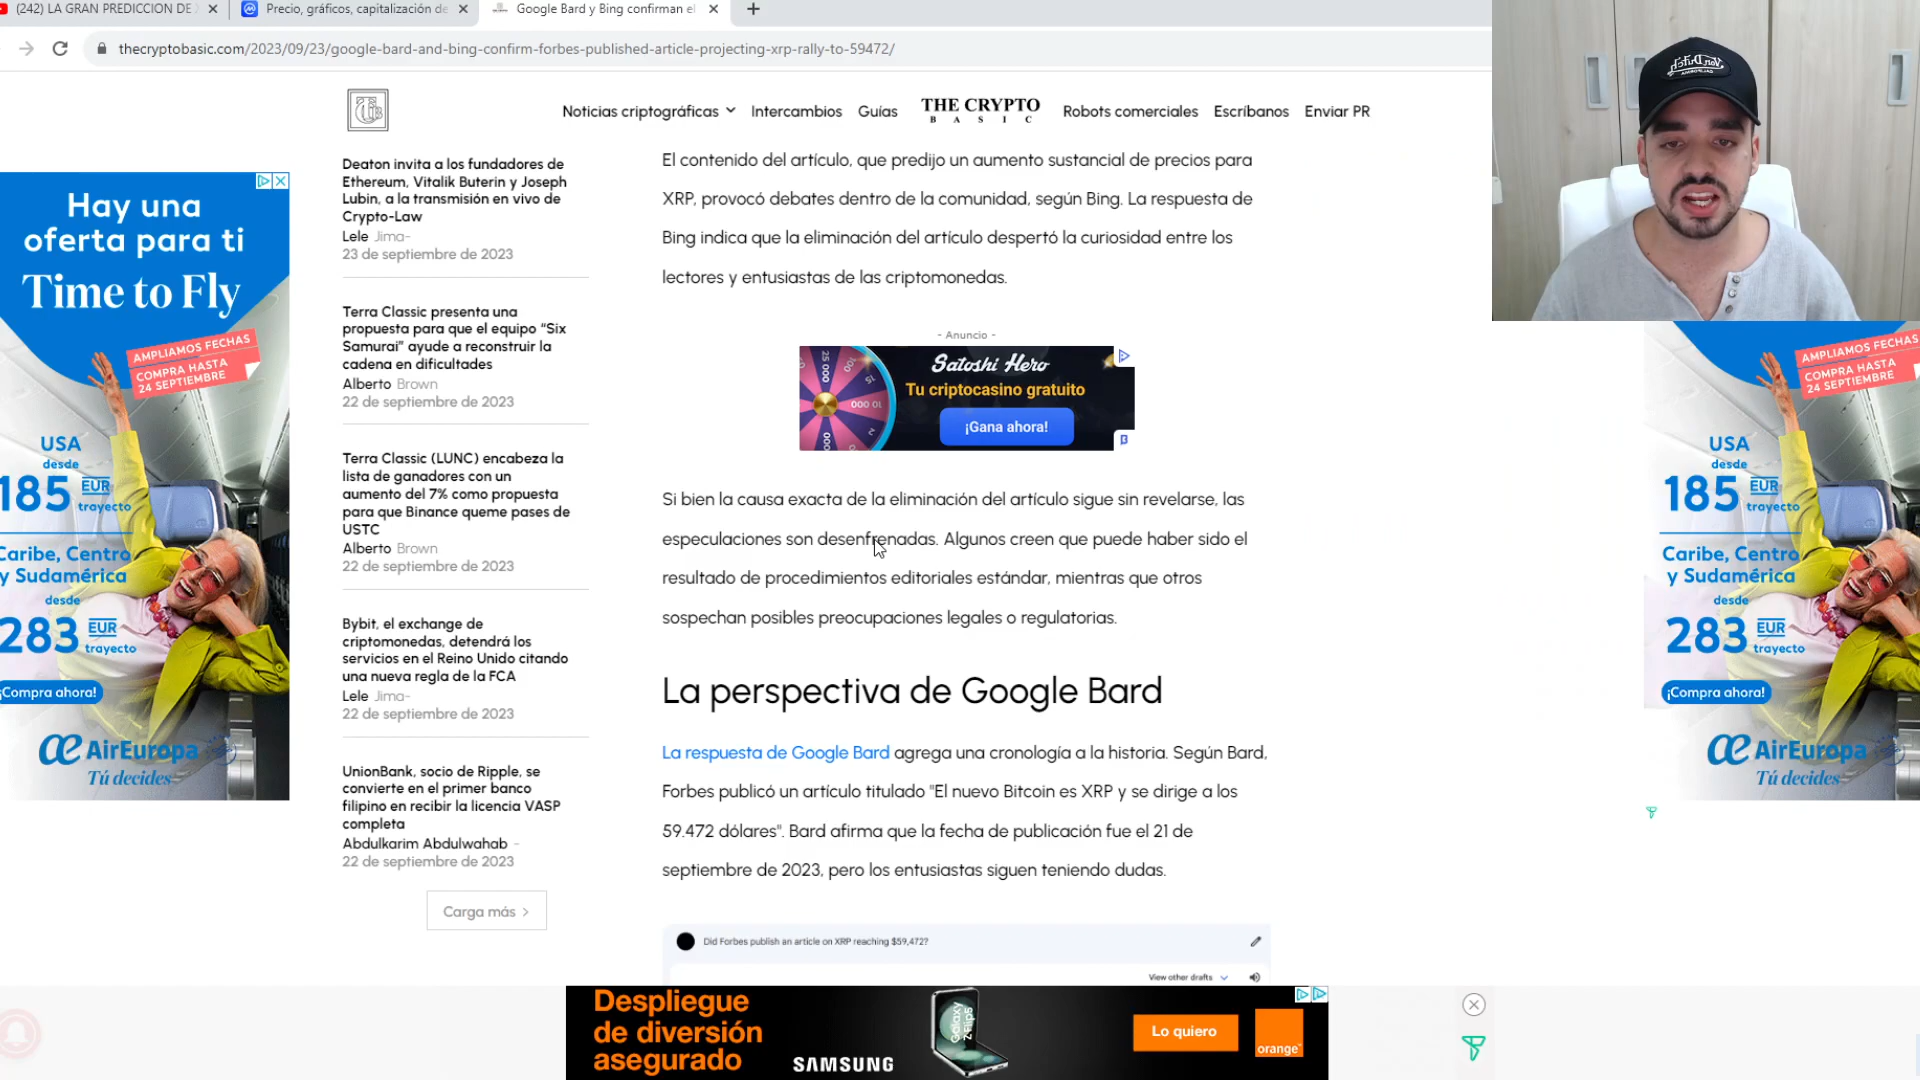 (242) LA GRAN PREDICCION DE
Precio, gráficos, capitalización de
Google Bard y Bing confirman el
thecryptobasic.com/2023/09/23/google-bard-and-bing-confirm-forbes-published-article-projecting-xrp-rally-to-59472/
Noticias criptográficas
Intercambios
Guías
THE CRYPTO
BASIC
Robots comerciales
Escríbanos
Enviar PR
Deaton invita a los fundadores de
Ethereum, Vitalik Buterin y Joseph
Lubin, a la transmisión en vivo de
Crypto-Law
Lele Jima-
23 de septiembre de 2023
Terra Classic presenta una
propuesta para que el equipo “Six
Samurai” ayude a reconstruir la
cadena en dificultades
Alberto Brown
22 de septiembre de 2023
Terra Classic (LUNC) encabeza la
lista de ganadores con un
aumento del 7% como propuesta
para que Binance queme pases de
USTC
Alberto Brown
22 de septiembre de 2023
Bybit, el exchange de
criptomonedas, detendrá los
servicios en el Reino Unido citando
una nueva regla de la FCA
Lele Jima-
22 de septiembre de 2023
UnionBank, socio de Ripple, se
convierte en el primer banco
filipino en recibir la licencia VASP
completa
Abdulkarim Abdulwahab -
22 de septiembre de 2023
Carga más >
El contenido del artículo, que predijo un aumento sustancial de precios para
XRP, provocó debates dentro de la comunidad, según Bing. La respuesta de
Bing indica que la eliminación del artículo despertó la curiosidad entre los
lectores y entusiastas de las criptomonedas.
- Anuncio -
Satoshi Hero
Tu criptocasino gratuito
¡Gana ahora!
25 000
10 000
Si bien la causa exacta de la eliminación del artículo sigue sin revelarse, las
especulaciones son desenfrenadas. Algunos creen que puede haber sido el
resultado de procedimientos editoriales estándar, mientras que otros
sospechan posibles preocupaciones legales o regulatorias.
La perspectiva de Google Bard
La respuesta de Google Bard agrega una cronología a la historia. Según Bard,
Forbes publicó un artículo titulado "El nuevo Bitcoin es XRP y se dirige a los
59.472 dólares". Bard afirma que la fecha de publicación fue el 21 de
septiembre de 2023, pero los entusiastas siguen teniendo dudas.
Did Forbes publish an article on XRP reaching $59,472?
View other drafts
Hay una
oferta para ti
Time to Fly
AMPLIAMOS FECHAS
COMPRA HASTA
24 SEPTIEMBRE
USA
desde
185 EUR
trayecto
Caribe, Centro
y Sudamérica
desde
283 EUR
trayecto
¡Compra ahora!
AirEuropa
Tú decides
AMPLIAMOS FECHAS
COMPRA HASTA
24 SEPTIEMBRE
USA
desde
185 EUR
trayecto
Caribe, Centro
y Sudamérica
desde
283 EUR
trayecto
¡Compra ahora!
AirEuropa
Tú decides
Despliegue
de diversión
asegurado
SAMSUNG
Galaxy
Z Flip5
Lo quiero
orange
Von Dutch